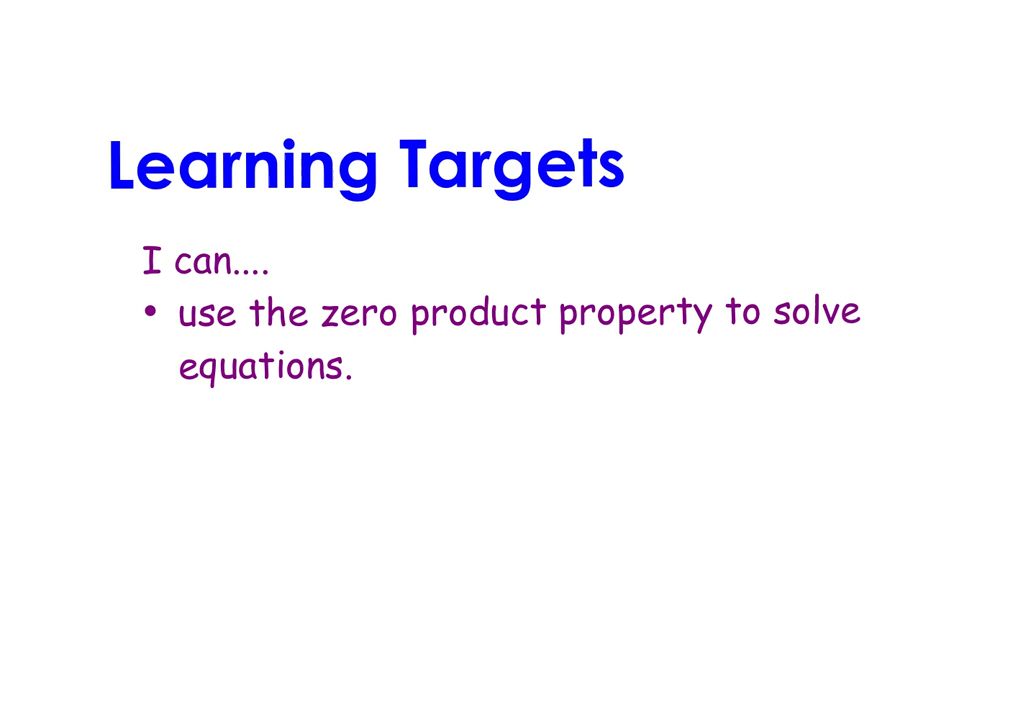 Learning Targets
I can....
• use the zero product property to solve
equations.